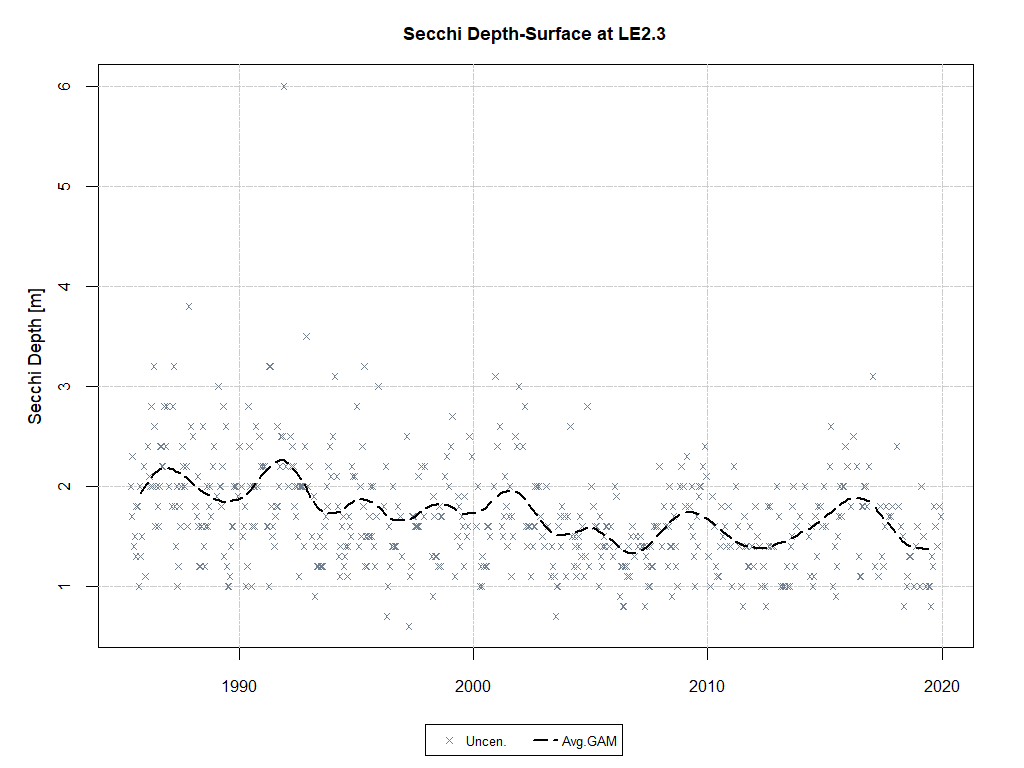 Secchi Depth-Surface at LE2.3
Secchi Depth [m]
6
5
4
3
2
1
1990 2000 2010 2020
Uncen. Avg.GAM